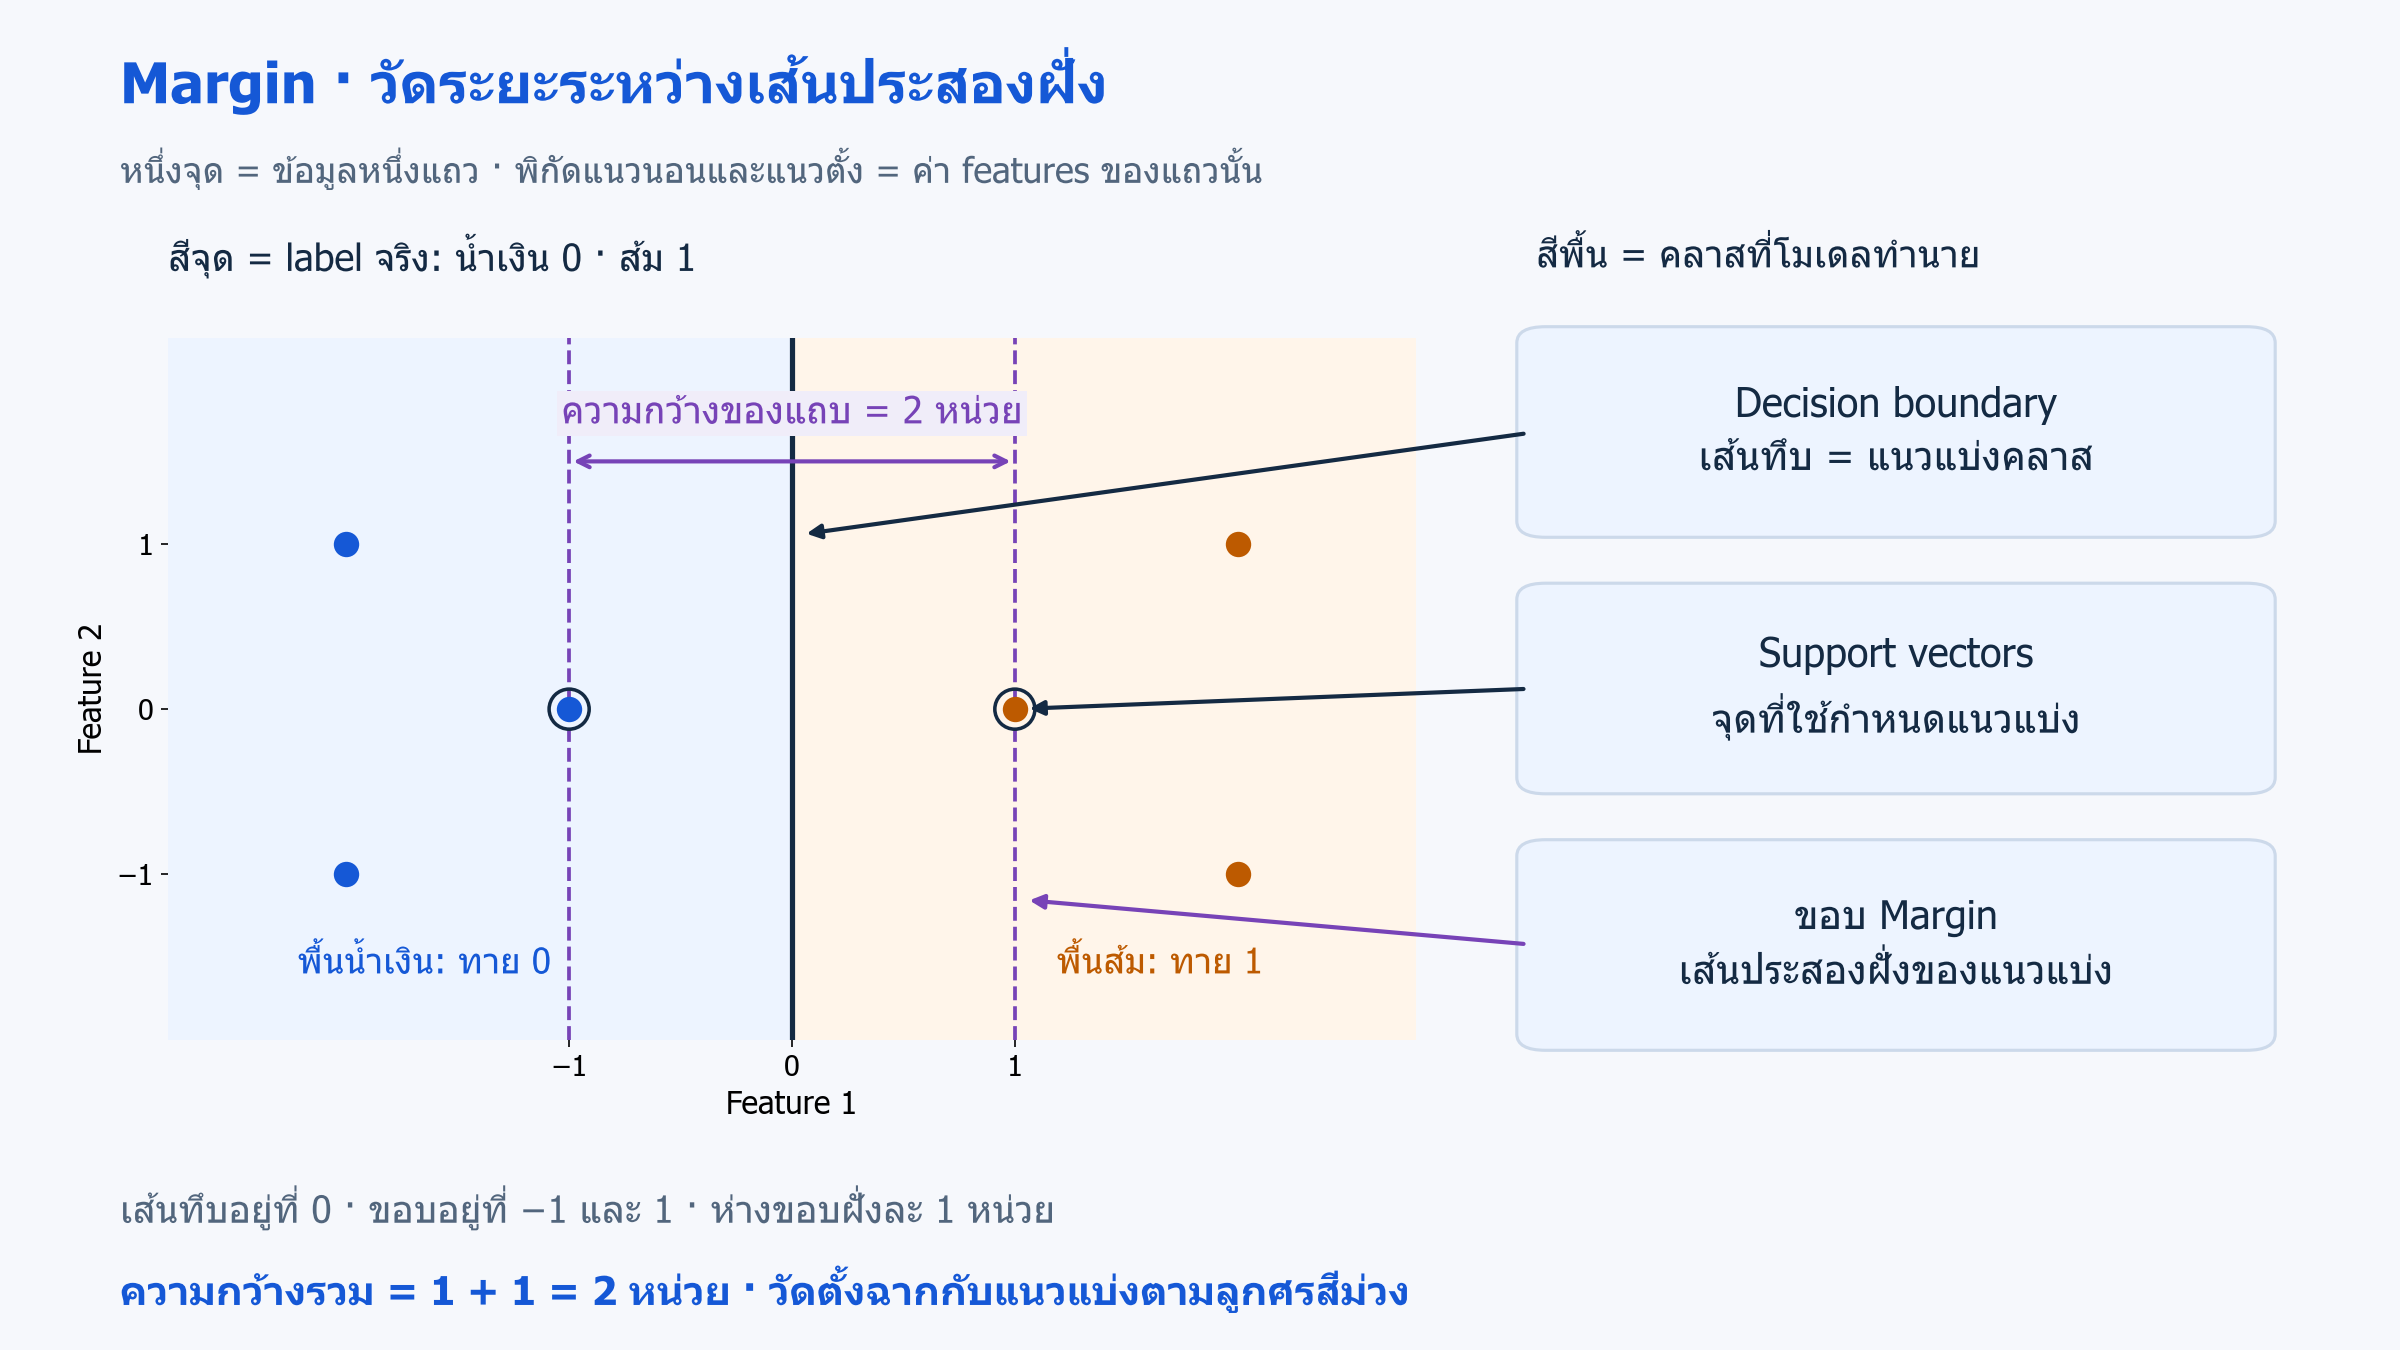 Margin · วัดระยะระหว่างเส้นประสองฝั่ง
หนึ่งจุด = ข้อมูลหนึ่งแถว · พิกัดแนวนอนและแนวตั้ง = ค่า features ของแถวนั้น
สีจุด = label จริง: น้ำเงิน 0 · ส้ม 1
สีพื้น = คลาสที่โมเดลทำนาย
ความกว้างของแถบ = 2 หน่วย
Decision boundary
เส้นทึบ = แนวแบ่งคลาส
Support vectors
จุดที่ใช้กำหนดแนวแบ่ง
ขอบ Margin
เส้นประสองฝั่งของแนวแบ่ง
1
0
−1
Feature 2
พื้นน้ำเงิน: ทาย 0
พื้นส้ม: ทาย 1
−1 0 1
Feature 1
เส้นทึบอยู่ที่ 0 · ขอบอยู่ที่ −1 และ 1 · ห่างขอบฝั่งละ 1 หน่วย
ความกว้างรวม = 1 + 1 = 2 หน่วย · วัดตั้งฉากกับแนวแบ่งตามลูกศรสีม่วง